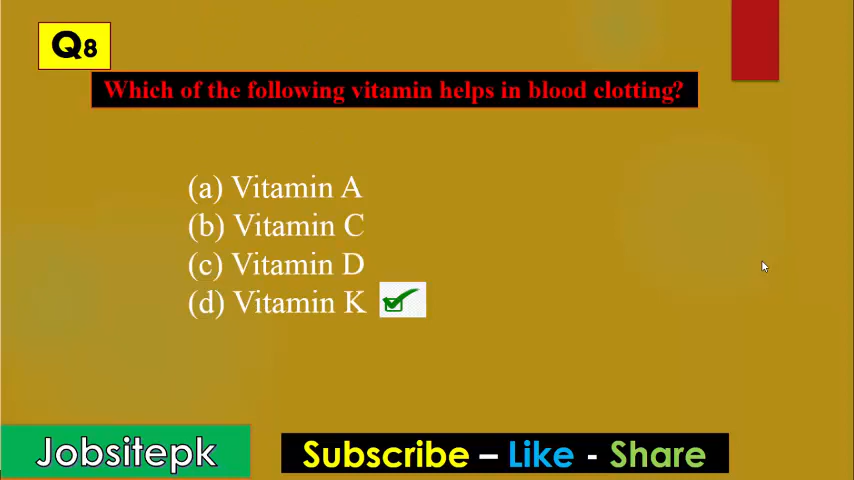 Q8
Which of the following vitamin helps in blood clotting?
(a) Vitamin A
(b) Vitamin C
(c) Vitamin D
(d) Vitamin K
Jobsitepk
Subscribe – Like - Share